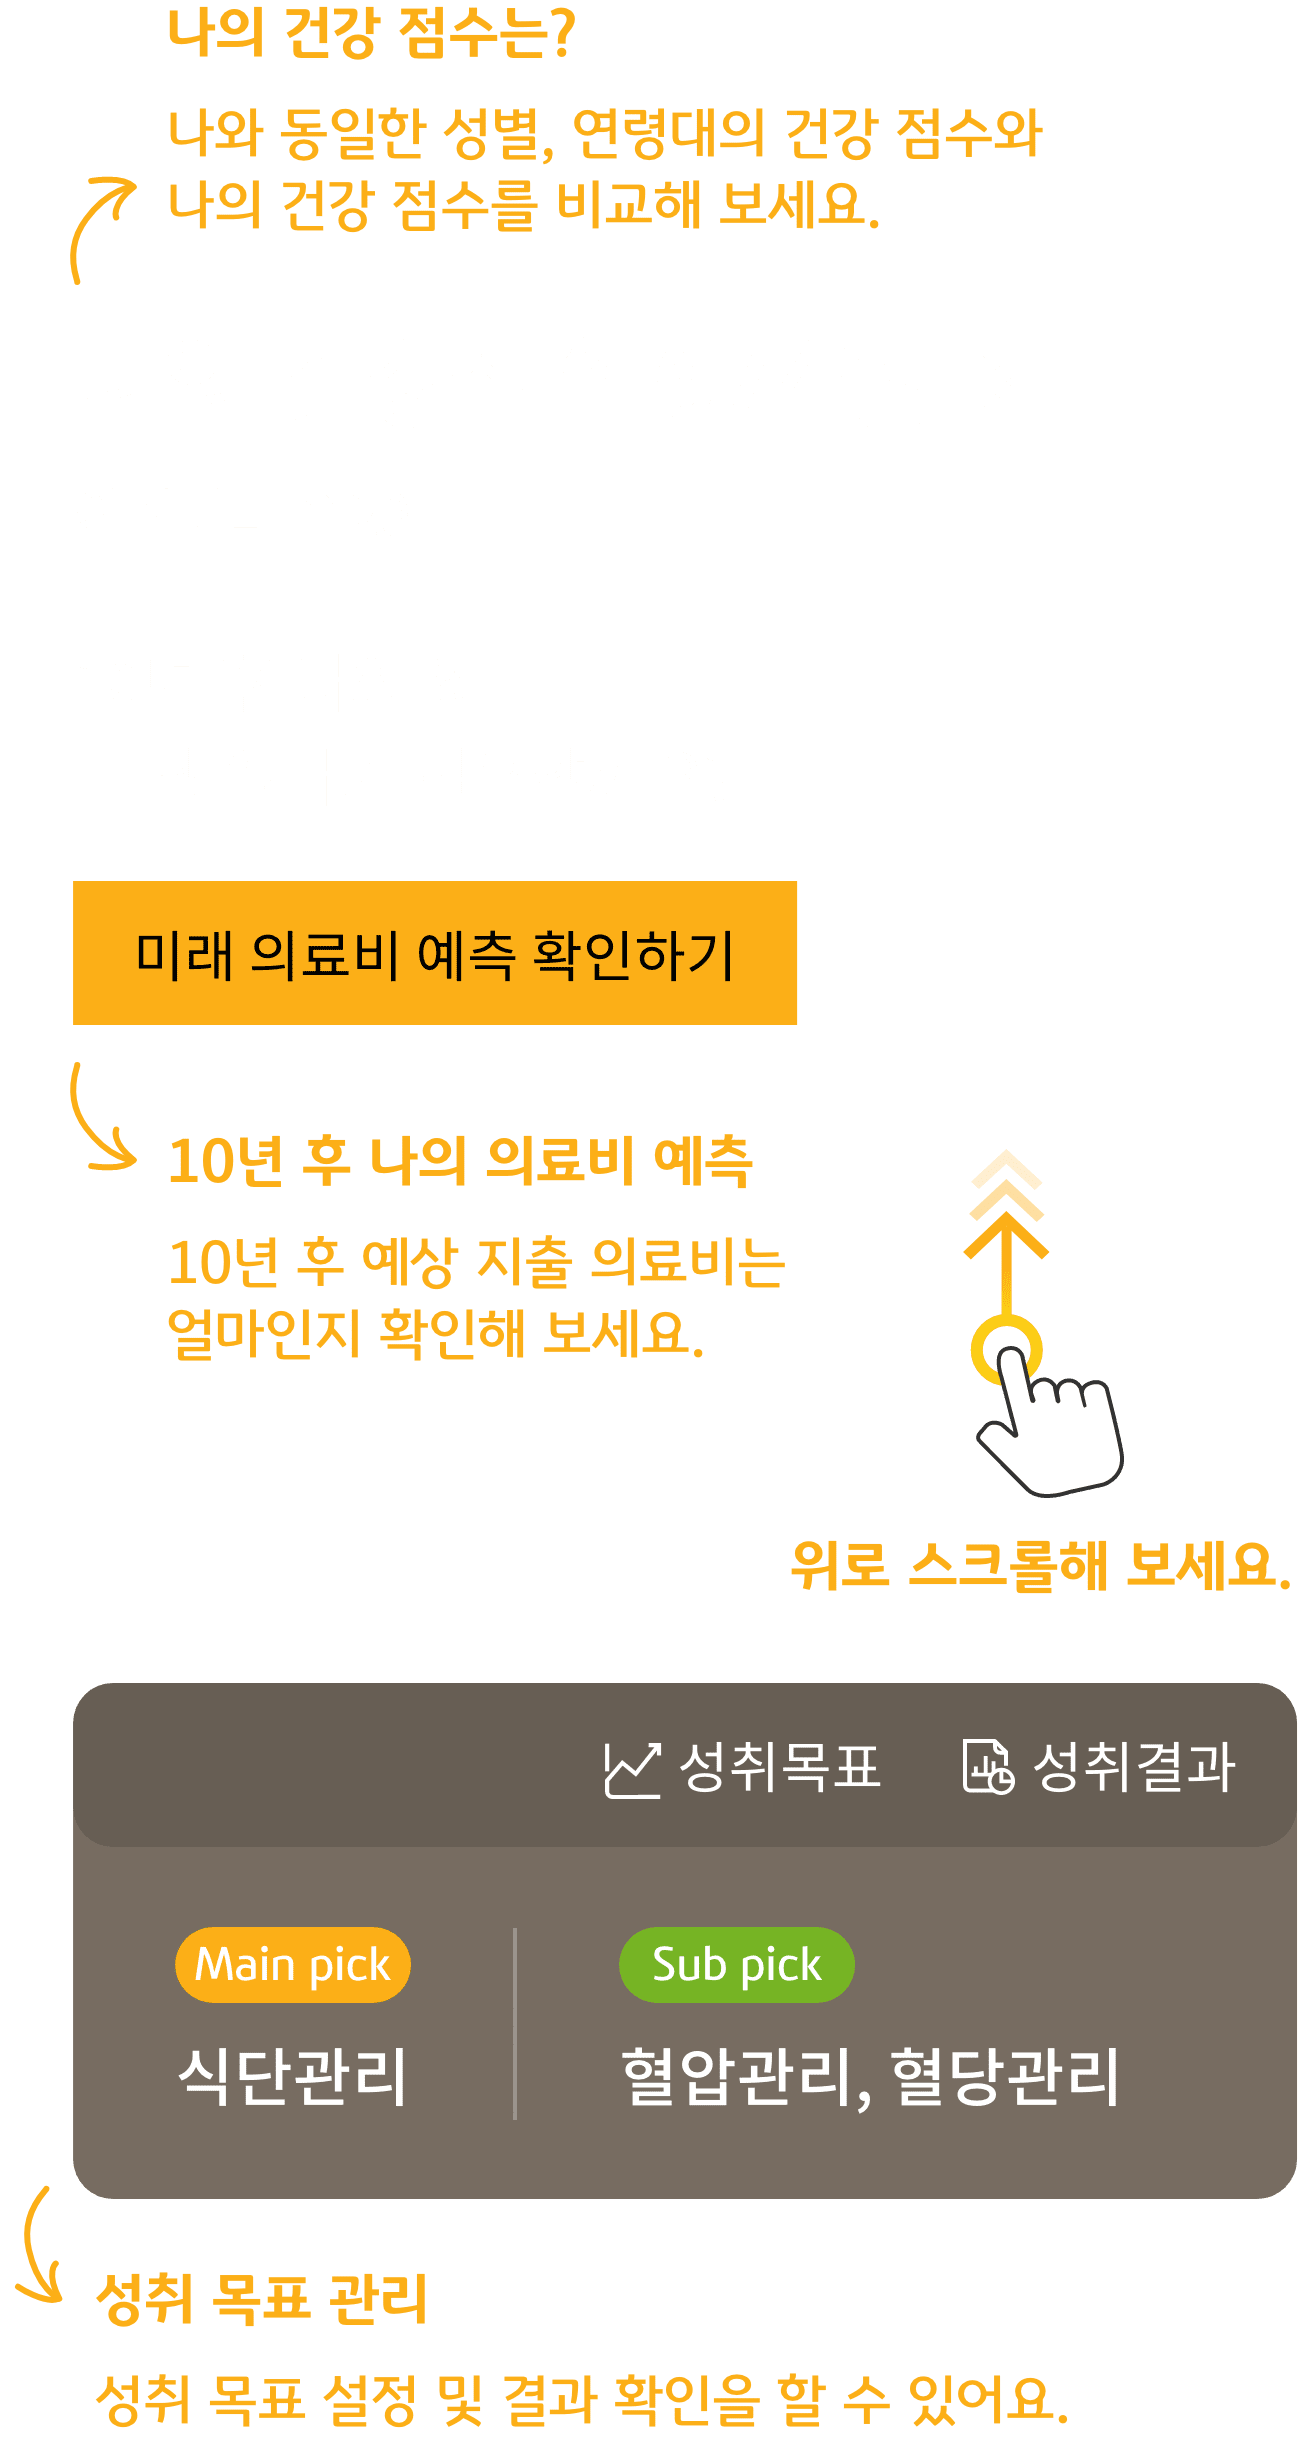 나의 건강 점수는?
나와 동일한 성별, 연령대의 건강 점수와
나의 건강 점수를 비교해 보세요.
미래 의료비 예측 확인하기
10년 후 나의 의료비 예측
10년 후 예상 지출 의료비는
얼마인지 확인해 보세요.
위로 스크롤해 보세요.
성취목표 성취결과
Main pick Sub pick
식단관리 혈압관리, 혈당관리
성취 목표 관리
성취 목표 설정 및 결과 확인을 할 수 있어요.